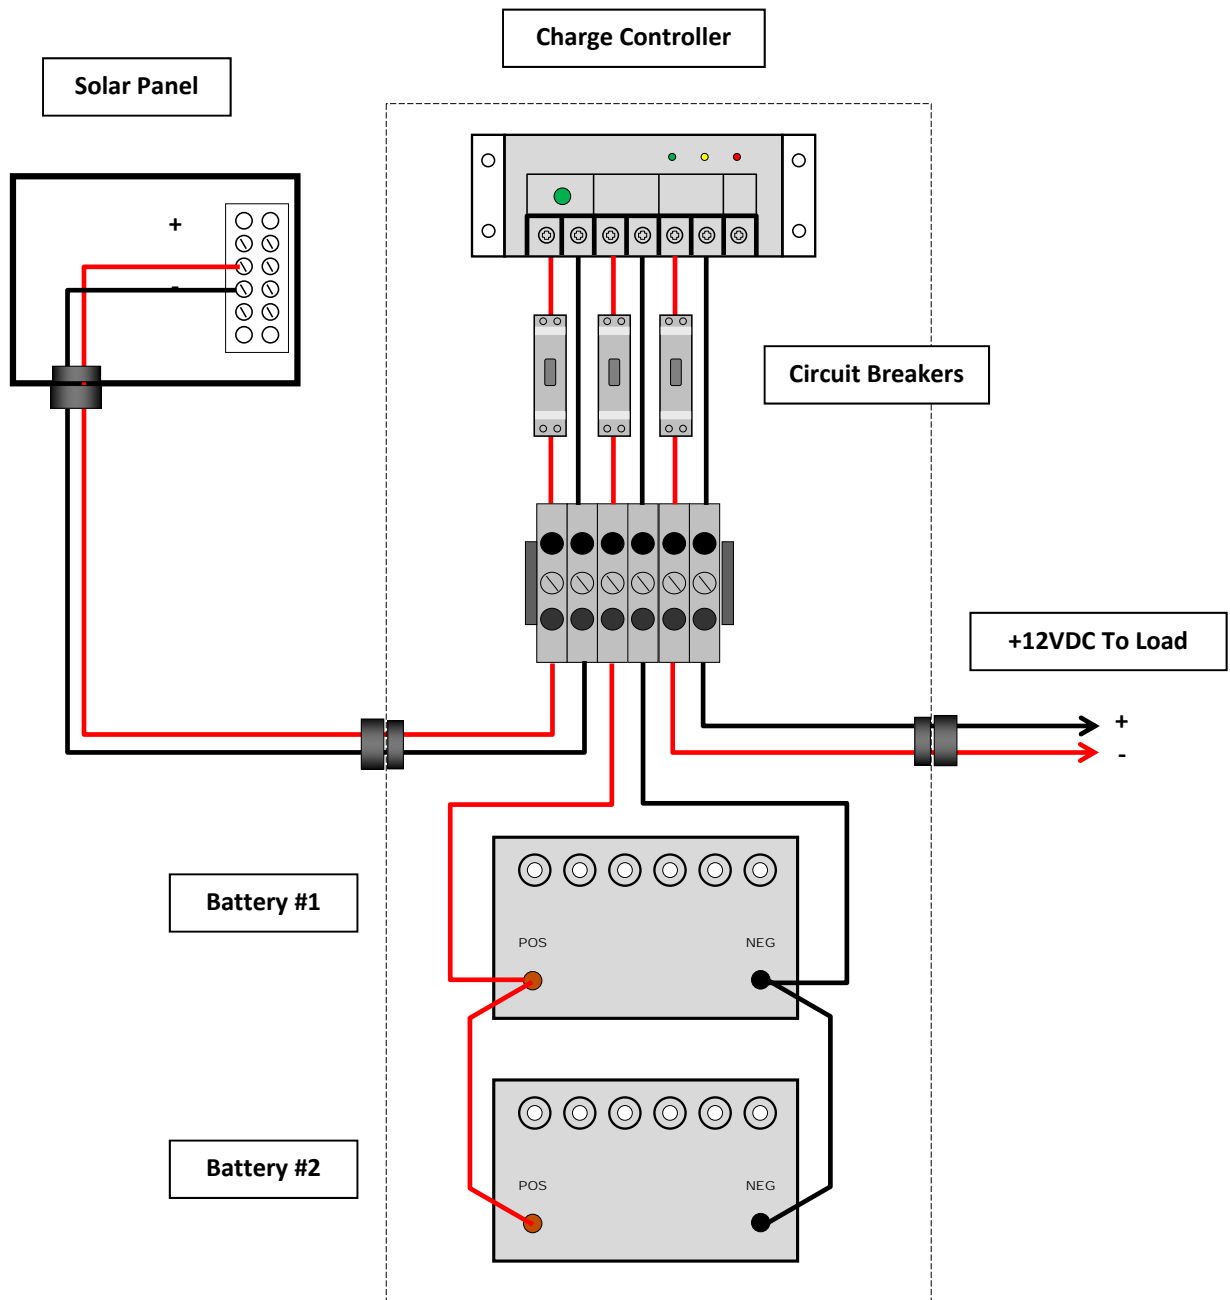 Charge Controller
Solar Panel
+
-
Circuit Breakers
+12VDC To Load
+
-
Battery #1
POS NEG
Battery #2
POS NEG